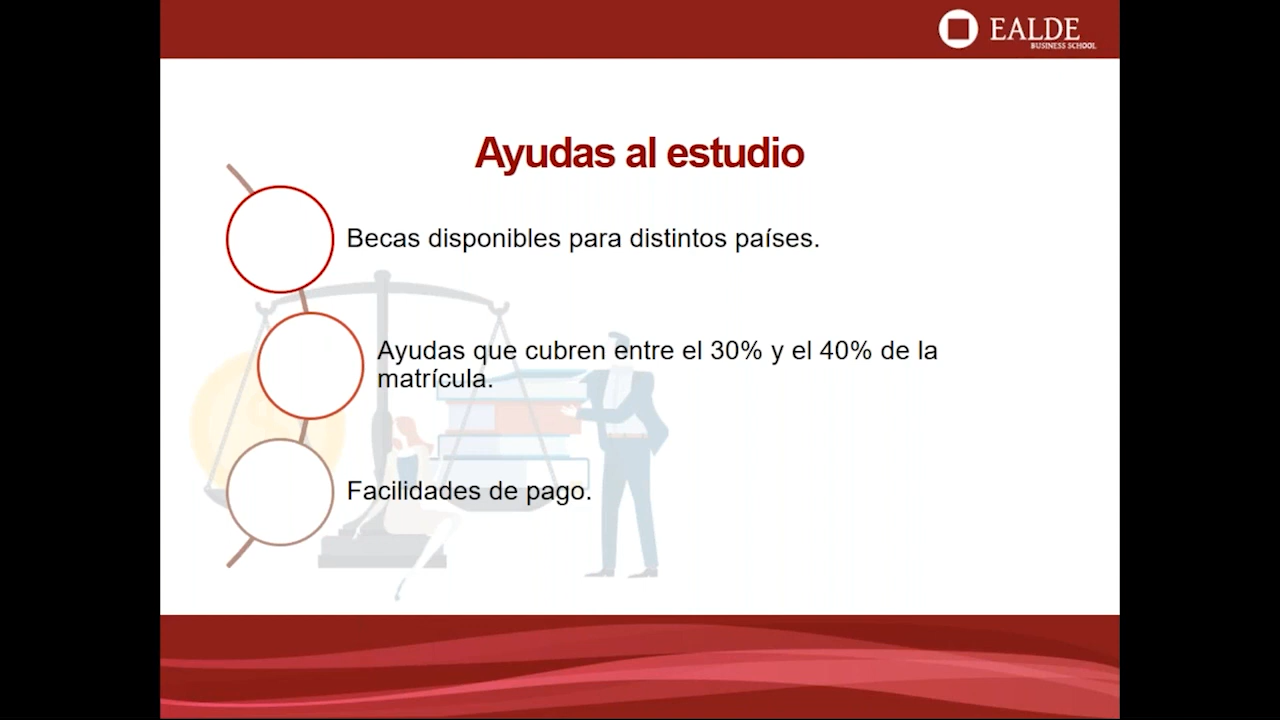 EALDE
BUSINESS SCHOOL
Ayudas al estudio
Becas disponibles para distintos países.
Ayudas que cubren entre el 30% y el 40% de la
matrícula.
Facilidades de pago.